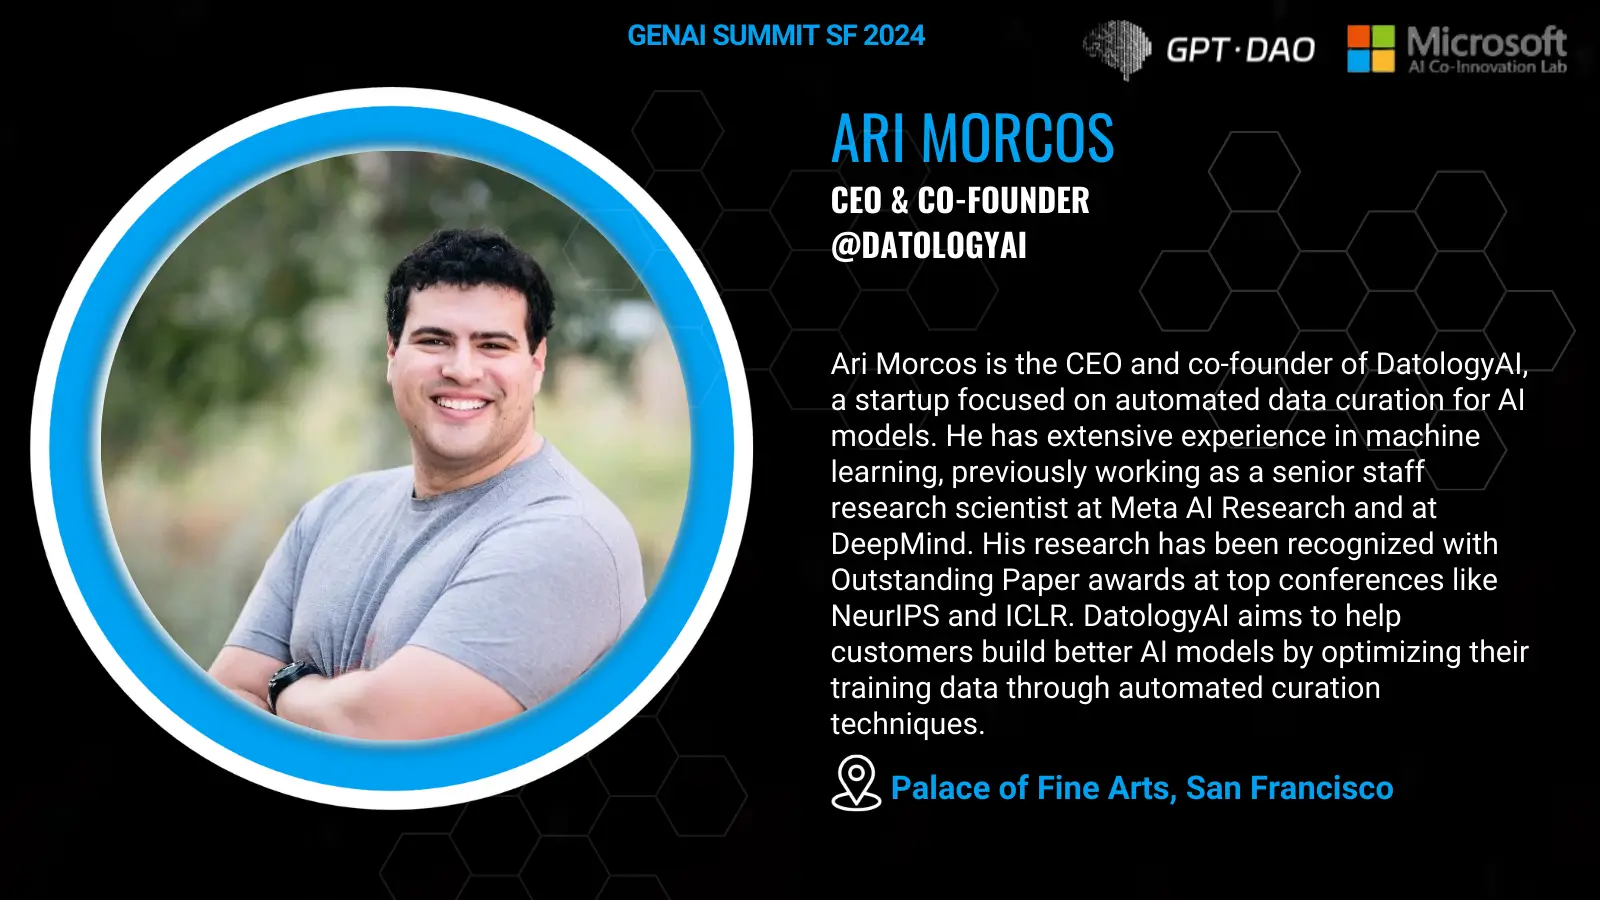 GENAI SUMMIT SF 2024
GPT·DAO
Microsoft
AI Co-Innovation Lab
ARI MORCOS
CEO & CO-FOUNDER
@DATOLOGYAI
Ari Morcos is the CEO and co-founder of DatologyAI,
a startup focused on automated data curation for AI
models. He has extensive experience in machine
learning, previously working as a senior staff
research scientist at Meta AI Research and at
DeepMind. His research has been recognized with
Outstanding Paper awards at top conferences like
NeurIPS and ICLR. DatologyAI aims to help
customers build better AI models by optimizing their
training data through automated curation
techniques.
Palace of Fine Arts, San Francisco